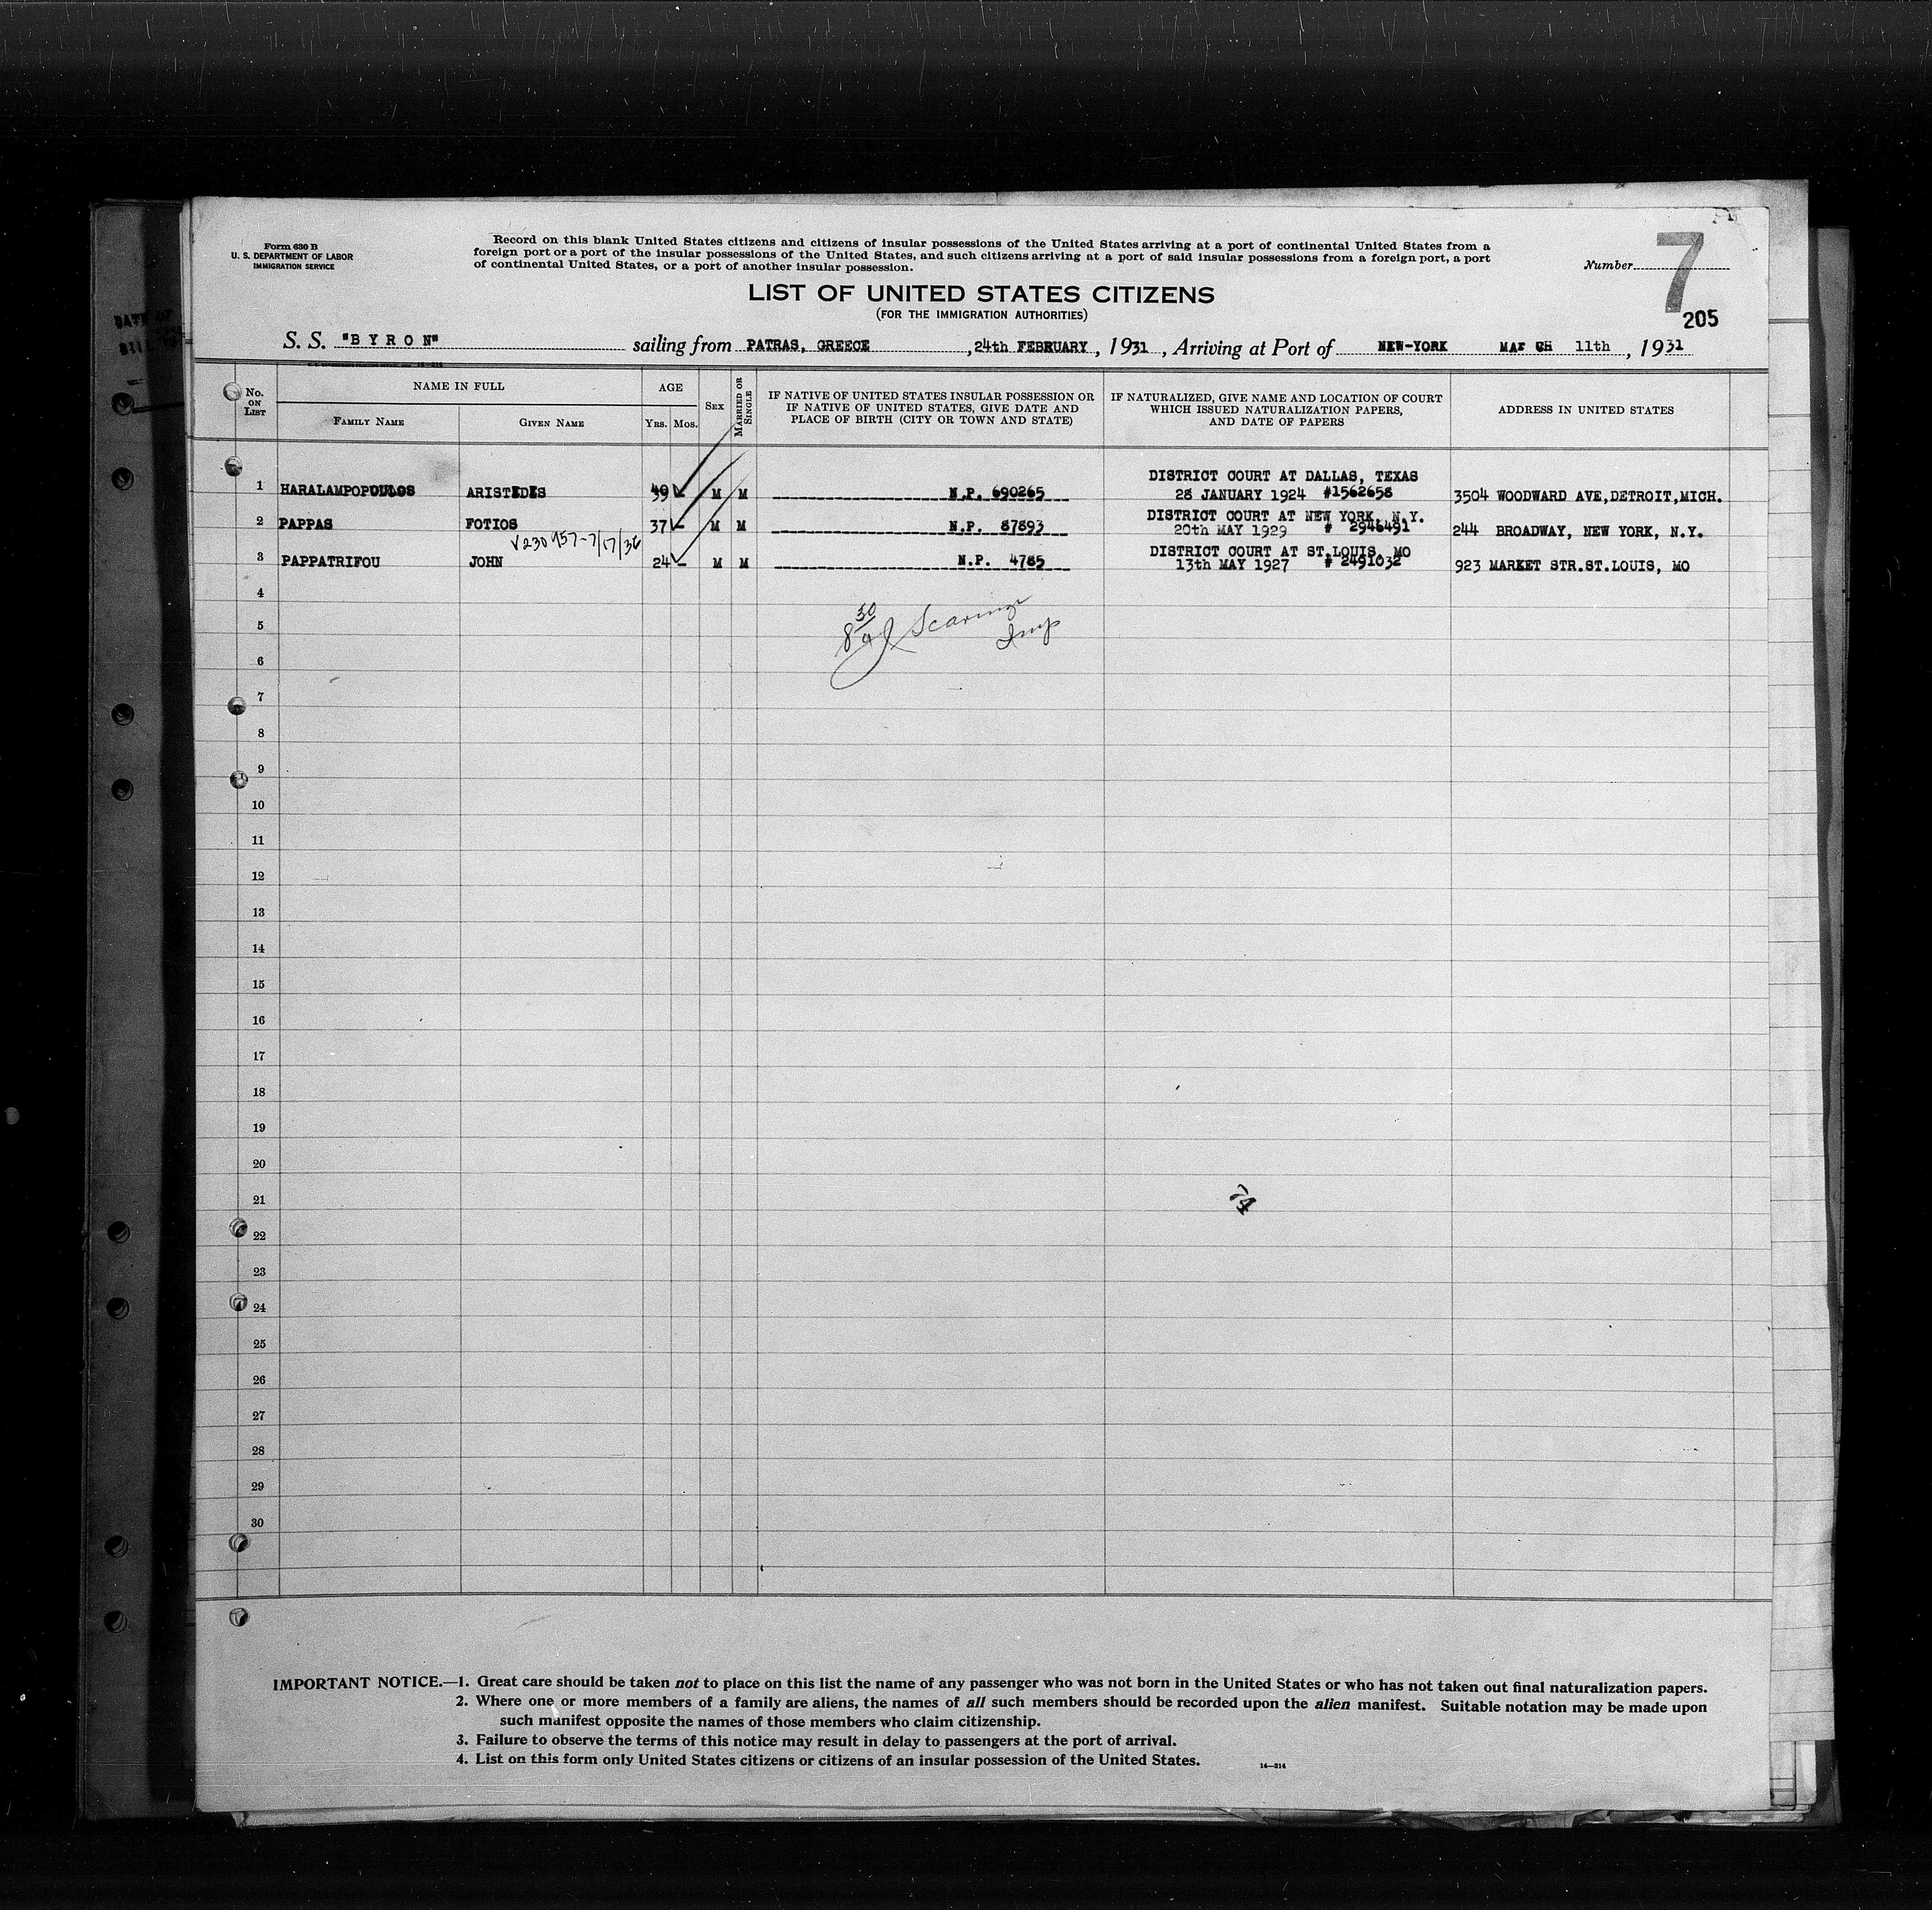 Form 630 B
U. S. DEPARTMENT OF LABOR
IMMIGRATION SERVICE
Record on this blank United States citizens and citizens of insular possessions of the United States arriving at a port of continental United States from a
foreign port or a port of the insular possessions of the United States, and such citizens arriving at a port of said insular possessions from a foreign port, a port
of continental United States, or a port of another insular possession.
Number 7
LIST OF UNITED STATES CITIZENS
(FOR THE IMMIGRATION AUTHORITIES)
205
S. S. "BYRON" sailing from PATRAS, GREECE, 24th FEBRUARY, 1931, Arriving at Port of NEW-YORK MARCH 11th, 1931
No. ON LIST
NAME IN FULL
FAMILY NAME
GIVEN NAME
AGE
YRS. MOS.
SEX
MARRIED OR SINGLE
IF NATIVE OF UNITED STATES INSULAR POSSESSION OR
IF NATIVE OF UNITED STATES, GIVE DATE AND
PLACE OF BIRTH (CITY OR TOWN AND STATE)
IF NATURALIZED, GIVE NAME AND LOCATION OF COURT
WHICH ISSUED NATURALIZATION PAPERS,
AND DATE OF PAPERS
ADDRESS IN UNITED STATES
DISTRICT COURT AT DALLAS, TEXAS
1 HARALAMPOPOULOS ARISTEDES 39 M M N.P. 690265 28 JANUARY 1924 #1562658 3504 WOODWARD AVE,DETROIT,MICH.
DISTRICT COURT AT NEW YORK, N.Y.
2 PAPPAS FOTIOS 37 - M M N.P. 87893 20th MAY 1929 # 2946491 244 BROADWAY, NEW YORK, N.Y.
V230457-7/17/36
DISTRICT COURT AT ST.LOUIS, MO
3 PAPPATRIFOU JOHN 24 - M M N.P. 4785 13th MAY 1927 # 2491032 923 MARKET STR.ST.LOUIS, MO
4
5
6
7
8
9
10
11
12
13
14
15
16
17
18
19
20
21
74
22
23
24
25
26
27
28
29
30
IMPORTANT NOTICE.—1. Great care should be taken not to place on this list the name of any passenger who was not born in the United States or who has not taken out final naturalization papers.
2. Where one or more members of a family are aliens, the names of all such members should be recorded upon the alien manifest. Suitable notation may be made upon
such manifest opposite the names of those members who claim citizenship.
3. Failure to observe the terms of this notice may result in delay to passengers at the port of arrival.
4. List on this form only United States citizens or citizens of an insular possession of the United States.
14—214